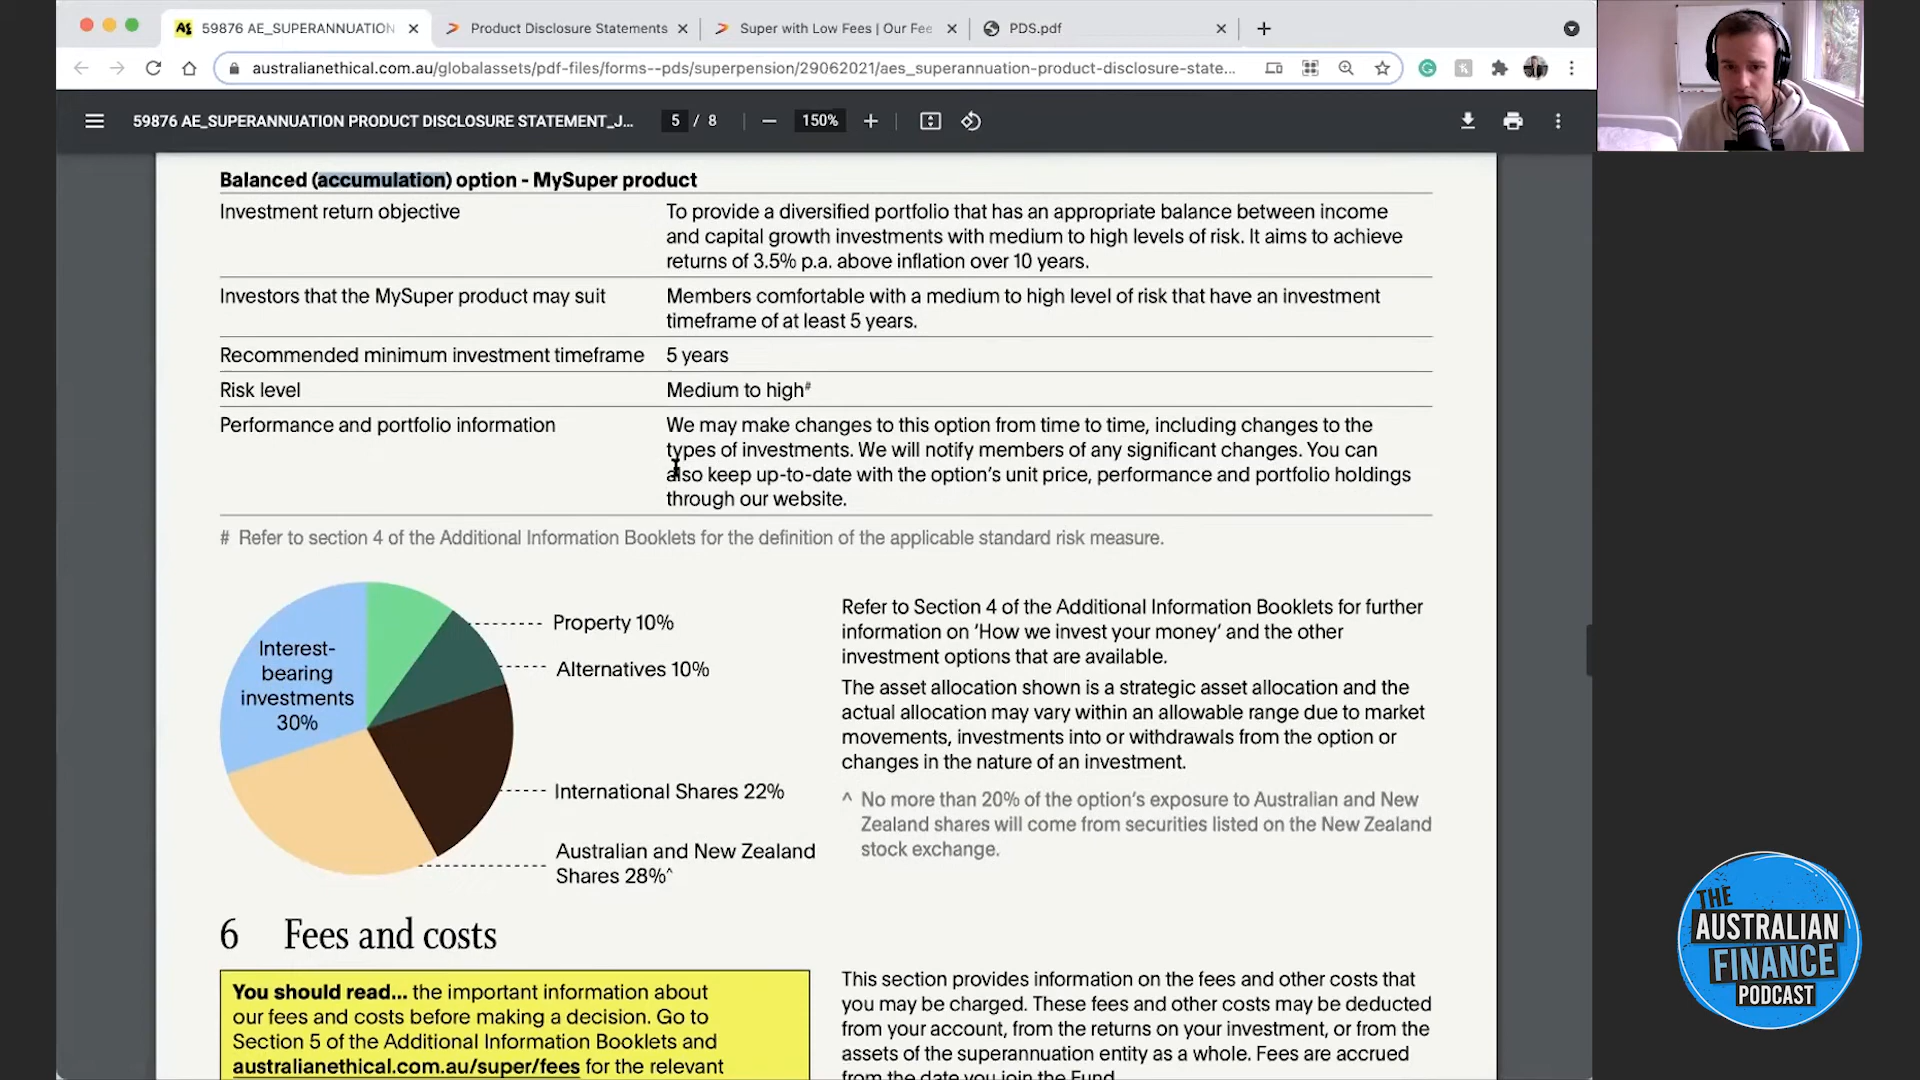 59876 AE_SUPERANNUATION
Product Disclosure Statements
Super with Low Fees | Our Fee
PDS.pdf
australianethical.com.au/globalassets/pdf-files/forms--pds/superpension/29062021/aes_superannuation-product-disclosure-state...
59876 AE_SUPERANNUATION PRODUCT DISCLOSURE STATEMENT_J...
5 / 8
150%
Balanced (accumulation) option - MySuper product
Investment return objective
To provide a diversified portfolio that has an appropriate balance between income
and capital growth investments with medium to high levels of risk. It aims to achieve
returns of 3.5% p.a. above inflation over 10 years.
Investors that the MySuper product may suit
Members comfortable with a medium to high level of risk that have an investment
timeframe of at least 5 years.
Recommended minimum investment timeframe
5 years
Risk level
Medium to high#
Performance and portfolio information
We may make changes to this option from time to time, including changes to the
types of investments. We will notify members of any significant changes. You can
also keep up-to-date with the option's unit price, performance and portfolio holdings
through our website.
# Refer to section 4 of the Additional Information Booklets for the definition of the applicable standard risk measure.
Interest-
bearing
investments
30%
Property 10%
Alternatives 10%
International Shares 22%
Australian and New Zealand
Shares 28%^
Refer to Section 4 of the Additional Information Booklets for further
information on ‘How we invest your money’ and the other
investment options that are available.
The asset allocation shown is a strategic asset allocation and the
actual allocation may vary within an allowable range due to market
movements, investments into or withdrawals from the option or
changes in the nature of an investment.
^ No more than 20% of the option's exposure to Australian and New
Zealand shares will come from securities listed on the New Zealand
stock exchange.
6 Fees and costs
You should read... the important information about
our fees and costs before making a decision. Go to
Section 5 of the Additional Information Booklets and
australianethical.com.au/super/fees for the relevant
This section provides information on the fees and other costs that
you may be charged. These fees and other costs may be deducted
from your account, from the returns on your investment, or from the
assets of the superannuation entity as a whole. Fees are accrued
from the date you join the Fund.
THE
AUSTRALIAN
FINANCE
PODCAST